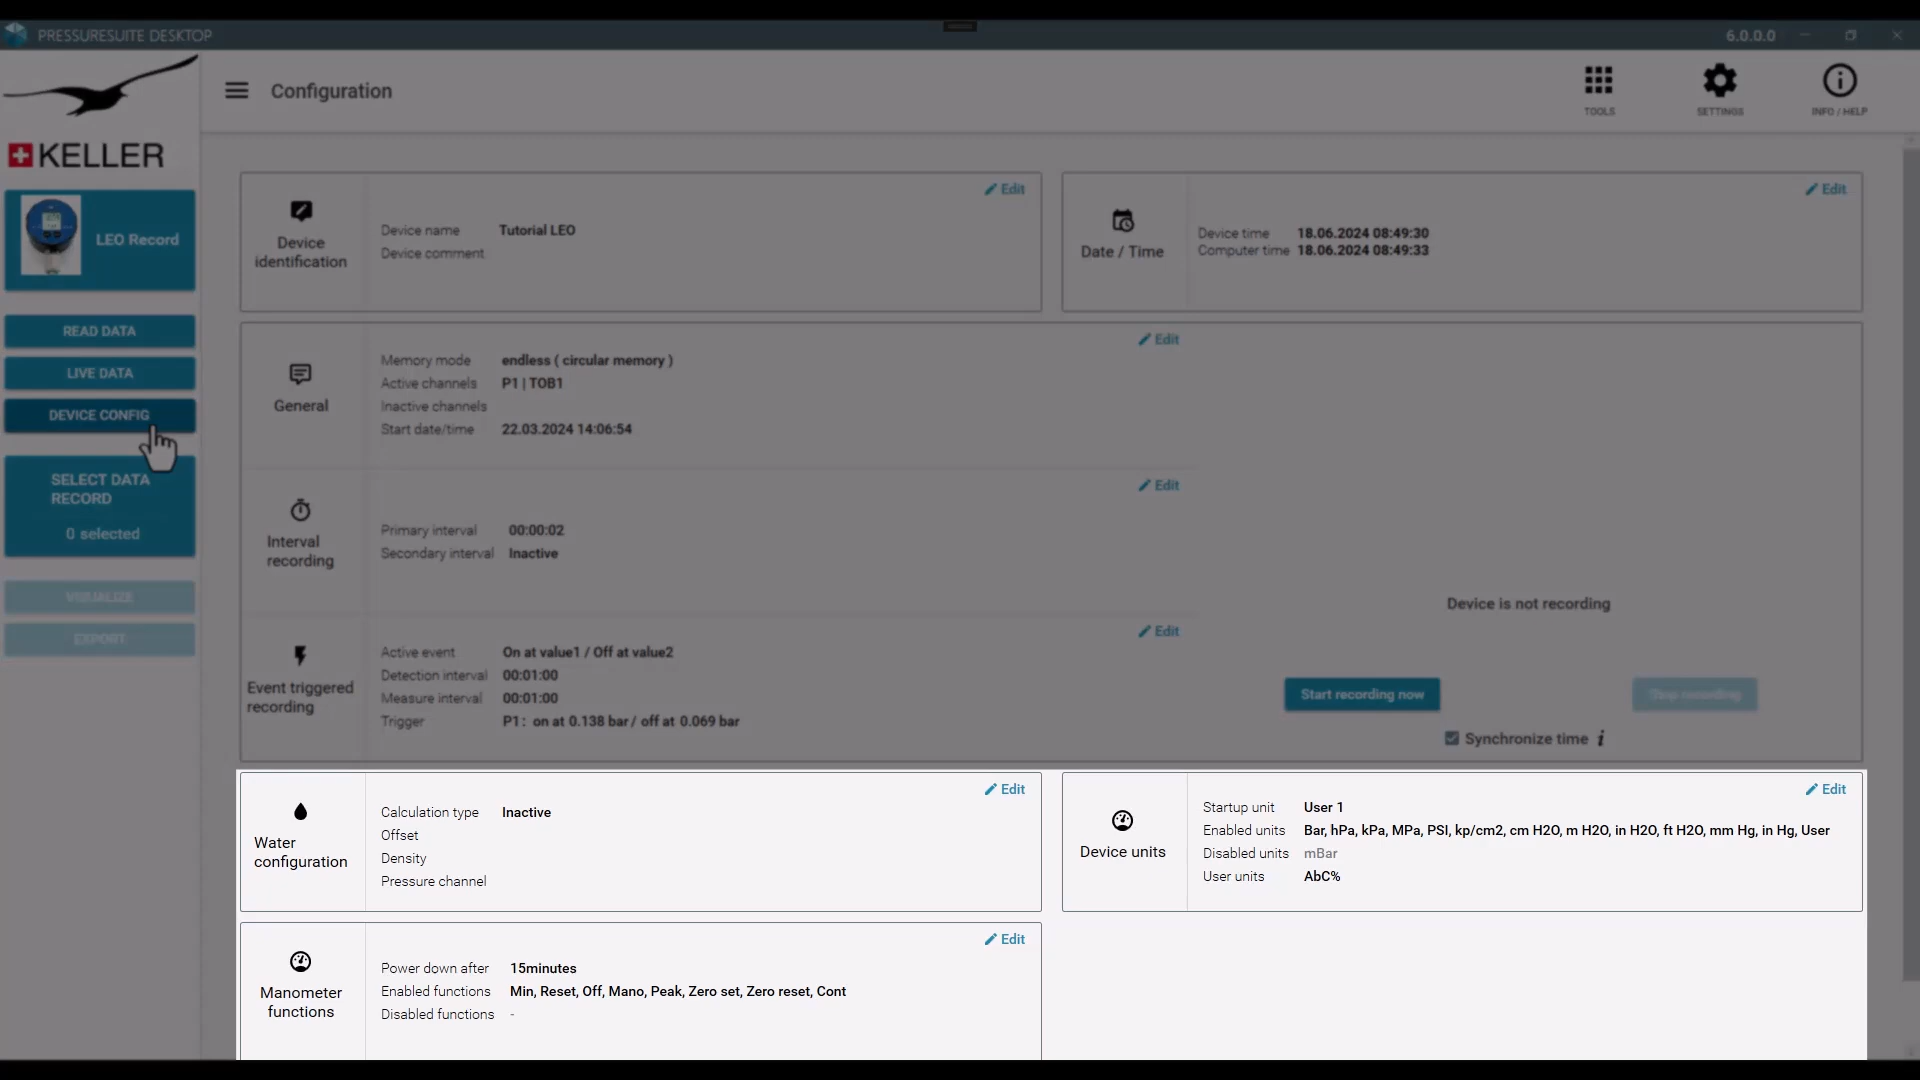 PRESSURESUITE DESKTOP
6.0.0.0
KELLER
Configuration
TOOLS
SETTINGS
INFO / HELP
LEO Record
READ DATA
LIVE DATA
DEVICE CONFIG
SELECT DATA
RECORD
0 selected
VISUALIZE
EXPORT
Device
identification
Edit
Device name Tutorial LEO
Device comment
Date / Time
Edit
Device time 18.06.2024 08:49:30
Computer time 18.06.2024 08:49:33
General
Edit
Memory mode endless ( circular memory )
Active channels P1 | TOB1
Inactive channels
Start date/time 22.03.2024 14:06:54
Interval
recording
Edit
Primary interval 00:00:02
Secondary interval Inactive
Event triggered
recording
Edit
Active event On at value1 / Off at value2
Detection interval 00:01:00
Measure interval 00:01:00
Trigger P1: on at 0.138 bar / off at 0.069 bar
Device is not recording
Start recording now
Stop recording
Synchronize time i
Water
configuration
Edit
Calculation type Inactive
Offset
Density
Pressure channel
Device units
Edit
Startup unit User 1
Enabled units Bar, hPa, kPa, MPa, PSI, kp/cm2, cm H2O, m H2O, in H2O, ft H2O, mm Hg, in Hg, User
Disabled units mBar
User units AbC%
Manometer
functions
Edit
Power down after 15minutes
Enabled functions Min, Reset, Off, Mano, Peak, Zero set, Zero reset, Cont
Disabled functions -